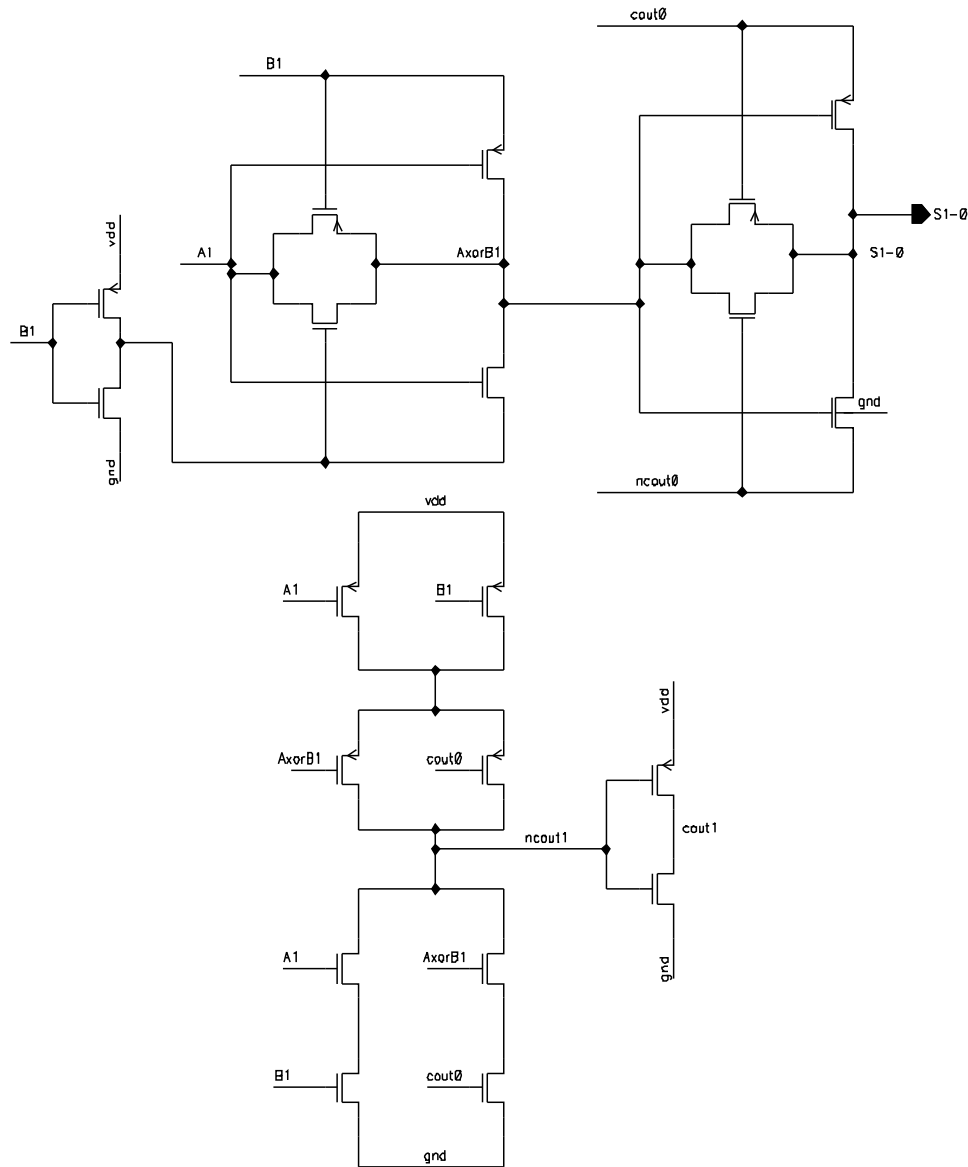 cout0
B1
vdd
A1
AxorB1
S1-0
S1-0
B1
gnd
gnd
ncout0
vdd
A1
B1
vdd
AxorB1
cout0
ncout1
cout1
A1
AxorB1
gnd
B1
cout0
gnd